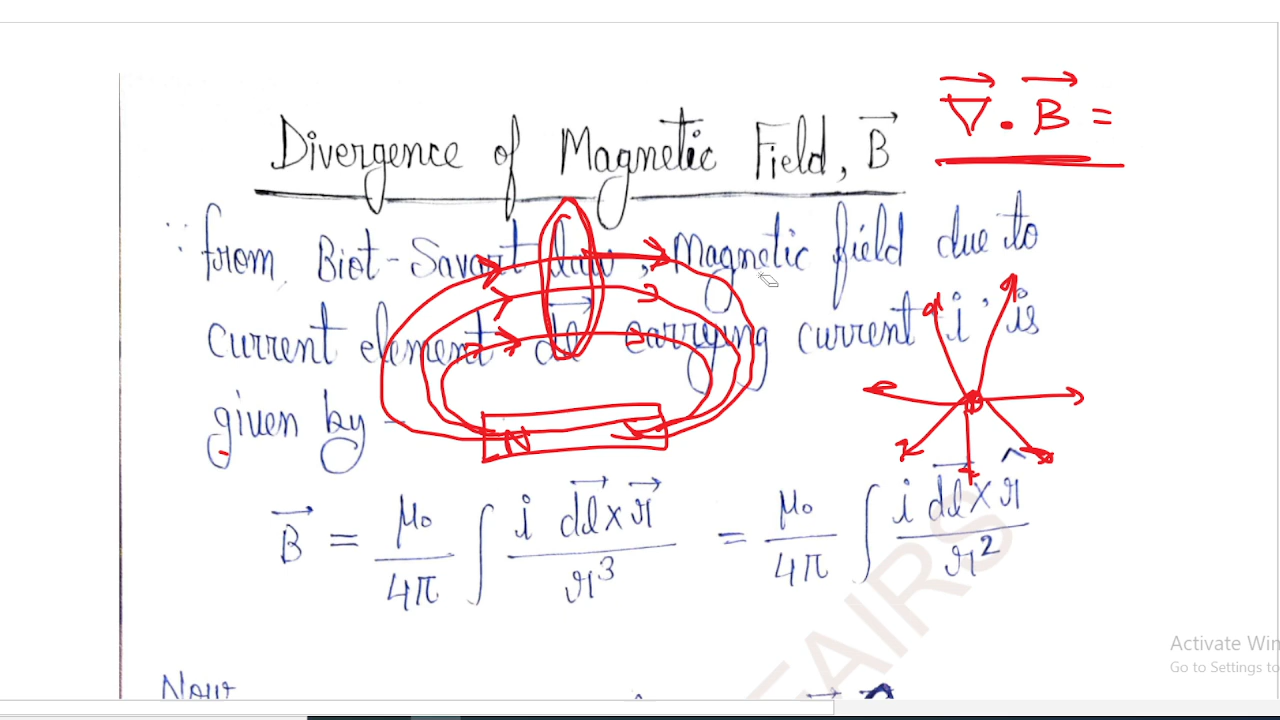 Divergence of Magnetic Field, B⃗
∇⃗ . B⃗ =
∵ from Biot-Savart law, Magnetic field due to
current element dl⃗ carrying current 'i' is
given by -
B⃗ = μ₀/4π ∫ i dl⃗ × r⃗ / r³ = μ₀/4π ∫ i dl⃗ × r̂ / r²
N
Now
FAIRS
Activate Win
Go to Settings to